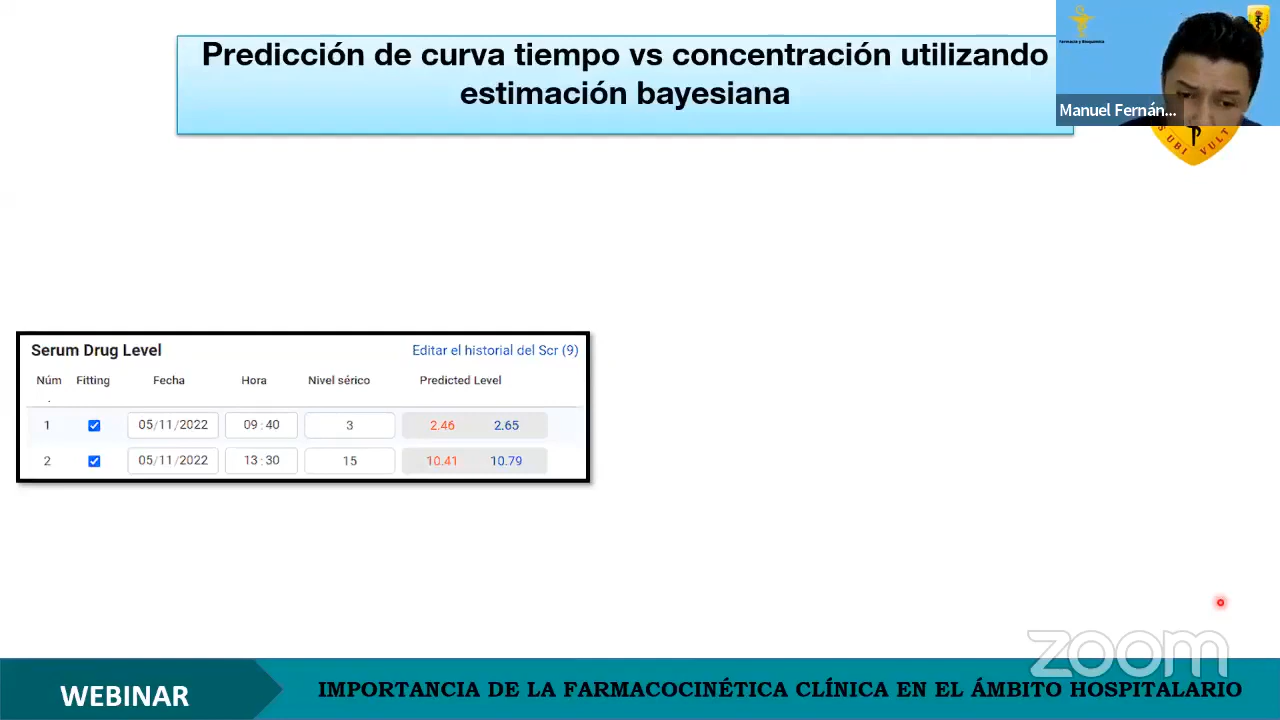 Predicción de curva tiempo vs concentración utilizando
estimación bayesiana
Manuel Fernán...
S UBI VULT
Serum Drug Level
Editar el historial del Scr (9)
Núm. Fitting Fecha Hora Nivel sérico Predicted Level
1 05/11/2022 09:40 3 2.46 2.65
2 05/11/2022 13:30 15 10.41 10.79
zoom
WEBINAR
IMPORTANCIA DE LA FARMACOCINÉTICA CLÍNICA EN EL ÁMBITO HOSPITALARIO